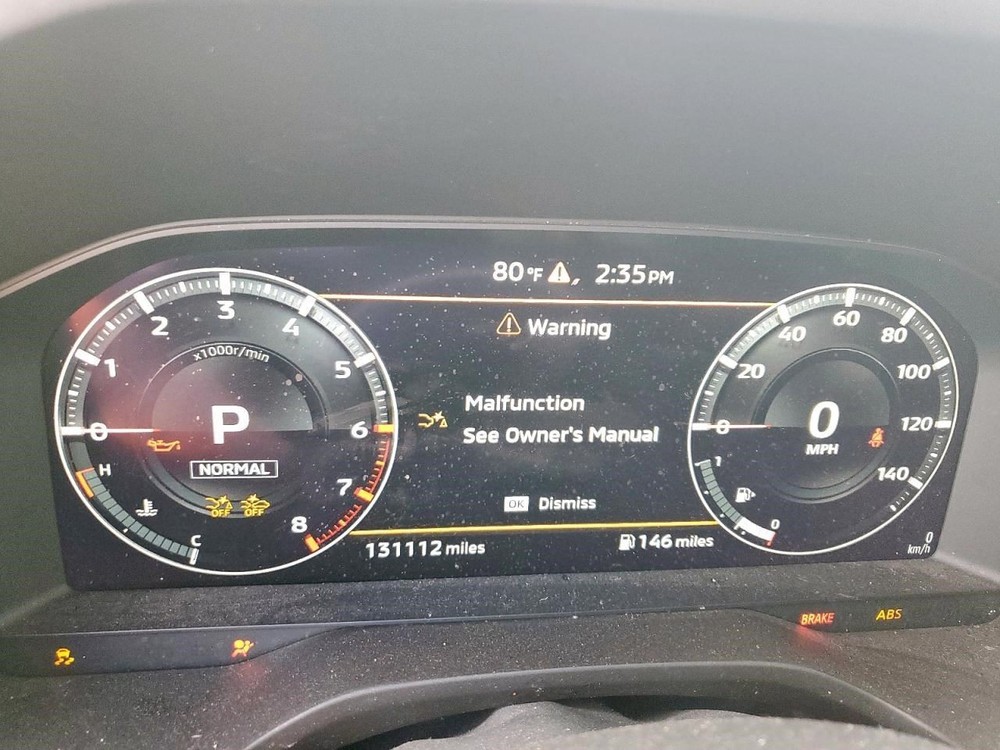 80°F 2:35PM
Warning
Malfunction
See Owner's Manual
OK Dismiss
131112 miles
146 miles
0 1 2 3 4 5 6 7 8
x1000r/min
P
NORMAL
H
C
OFF OFF
0 20 40 60 80 100 120 140
0
MPH
1
0
0
km/h
BRAKE ABS